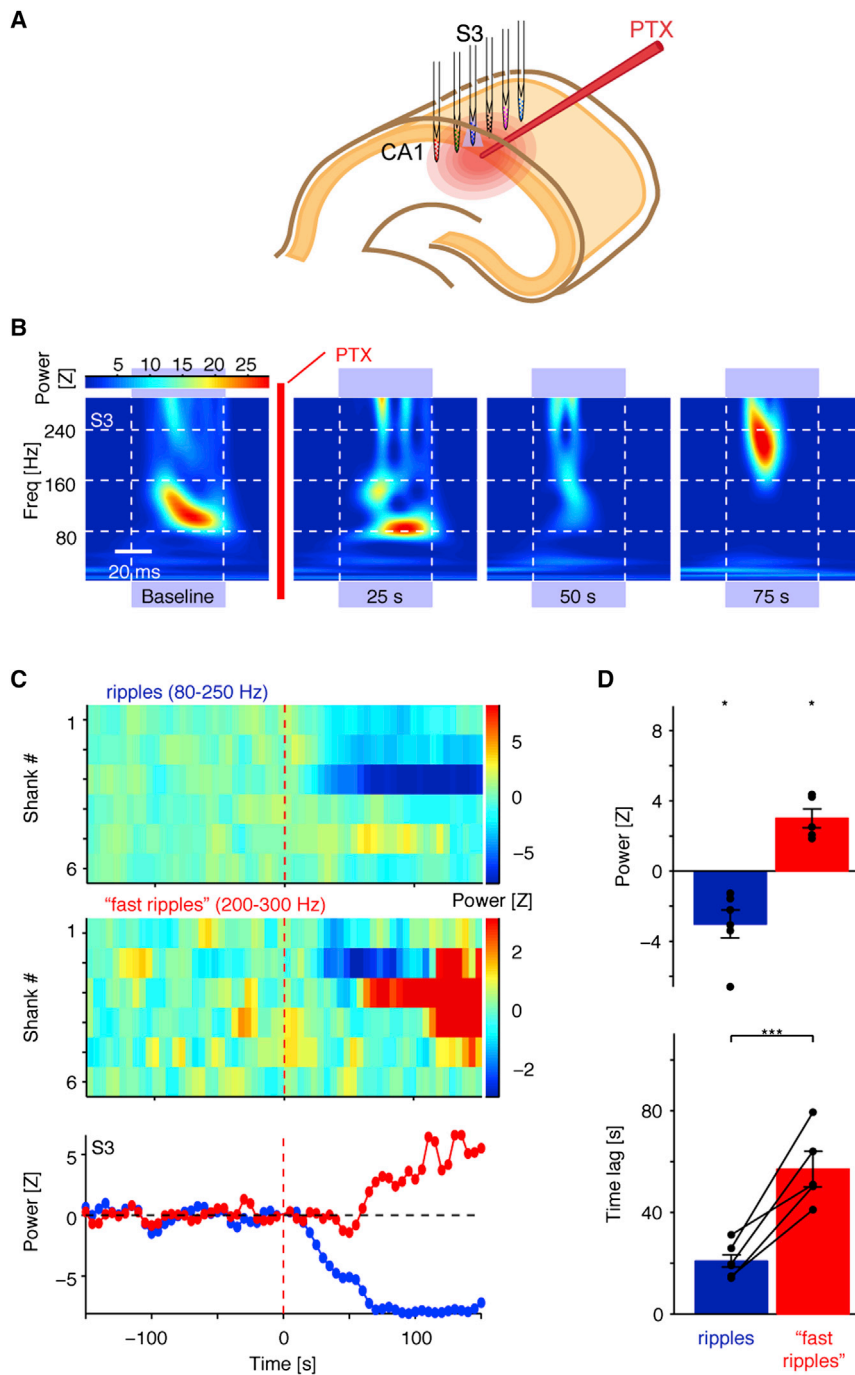 A
S3
PTX
CA1
B
Power [Z]
5 10 15 20 25
PTX
S3
Freq [Hz]
240
160
80
20 ms
Baseline
25 s
50 s
75 s
C
ripples (80-250 Hz)
Shank #
1
6
5
0
−5
Power [Z]
“fast ripples” (200-300 Hz)
Shank #
1
6
2
0
−2
S3
Power [Z]
5
0
−5
−100 0 100
Time [s]
D
* *
Power [Z]
8
4
0
−4
***
Time lag [s]
80
40
0
ripples
“fast ripples”